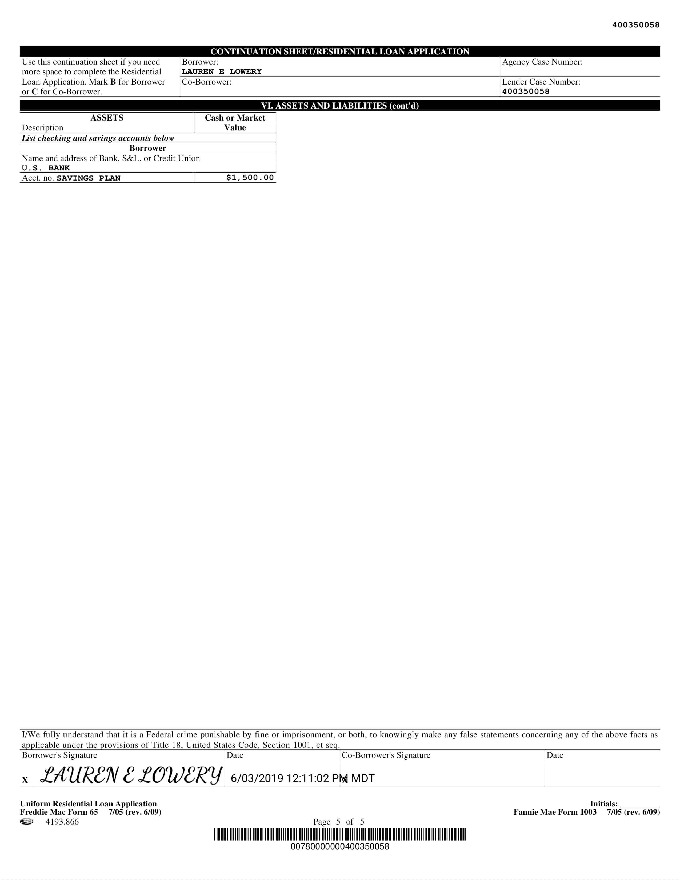 400350058
CONTINUATION SHEET/RESIDENTIAL LOAN APPLICATION
Use this continuation sheet if you need
more space to complete the Residential
Loan Application. Mark B for Borrower
or C for Co-Borrower.
Borrower:
LAUREN E LOWERY
Co-Borrower:
Agency Case Number:
Lender Case Number:
400350058
VI. ASSETS AND LIABILITIES (cont'd)
ASSETS
Description
Cash or Market
Value
List checking and savings accounts below
Borrower
Name and address of Bank, S&L, or Credit Union
U.S. BANK
Acct. no. SAVINGS PLAN $1,500.00
I/We fully understand that it is a Federal crime punishable by fine or imprisonment, or both, to knowingly make any false statements concerning any of the above facts as
applicable under the provisions of Title 18, United States Code, Section 1001, et seq.
Borrower's Signature Date Co-Borrower's Signature Date
X LAUREN E LOWERY 6/03/2019 12:11:02 PM MDT
Uniform Residential Loan Application
Freddie Mac Form 65 7/05 (rev. 6/09)
4193.866
Page 5 of 5
Initials:
Fannie Mae Form 1003 7/05 (rev. 6/09)
00780000000400350058